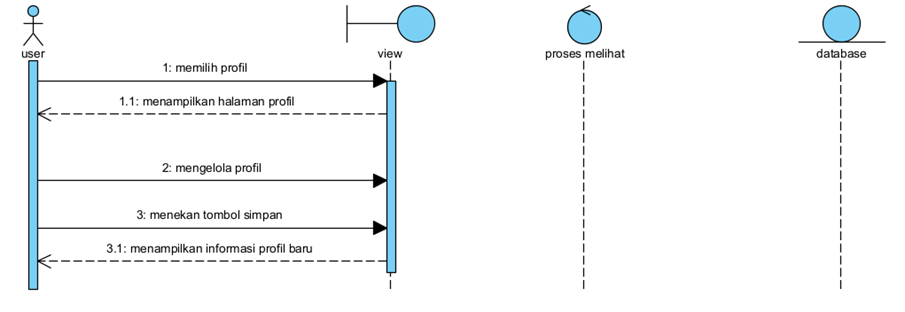 user
view
proses melihat
database
1: memilih profil
1.1: menampilkan halaman profil
2: mengelola profil
3: menekan tombol simpan
3.1: menampilkan informasi profil baru